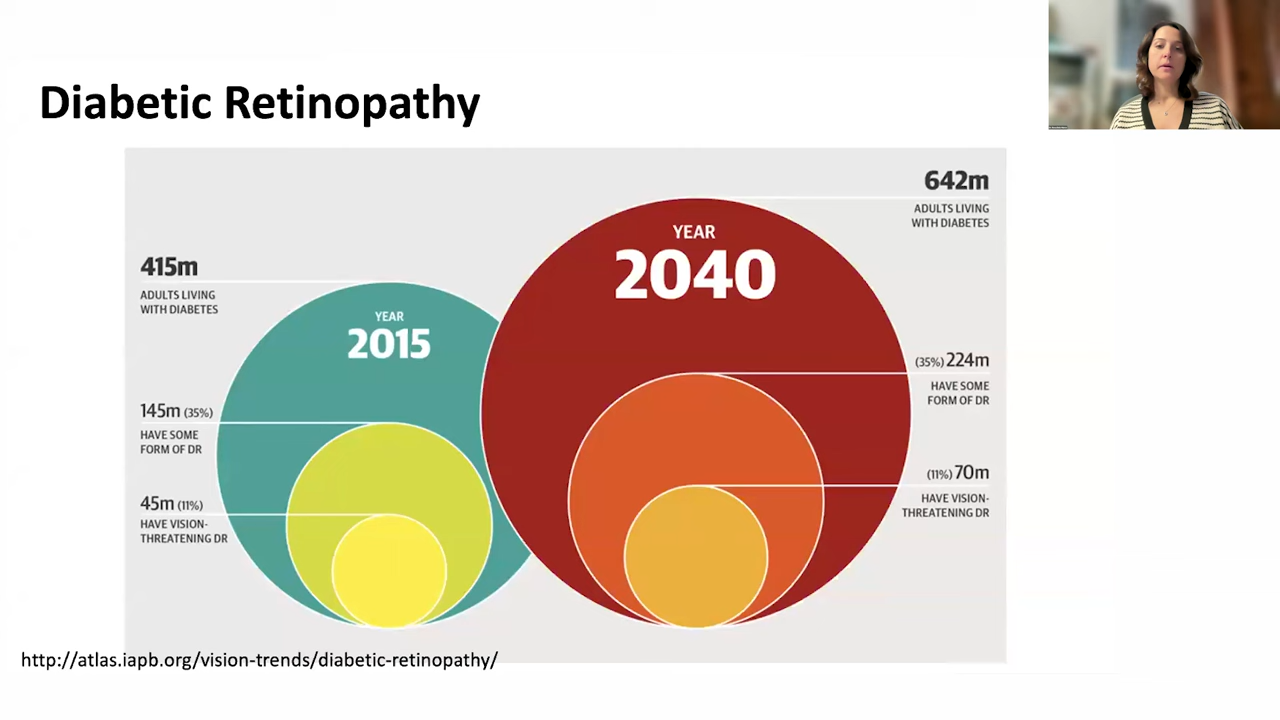 Diabetic Retinopathy
415m
ADULTS LIVING
WITH DIABETES
145m (35%)
HAVE SOME
FORM OF DR
45m (11%)
HAVE VISION-
THREATENING DR
YEAR
2015
YEAR
2040
642m
ADULTS LIVING
WITH DIABETES
(35%) 224m
HAVE SOME
FORM OF DR
(11%) 70m
HAVE VISION-
THREATENING DR
http://atlas.iapb.org/vision-trends/diabetic-retinopathy/